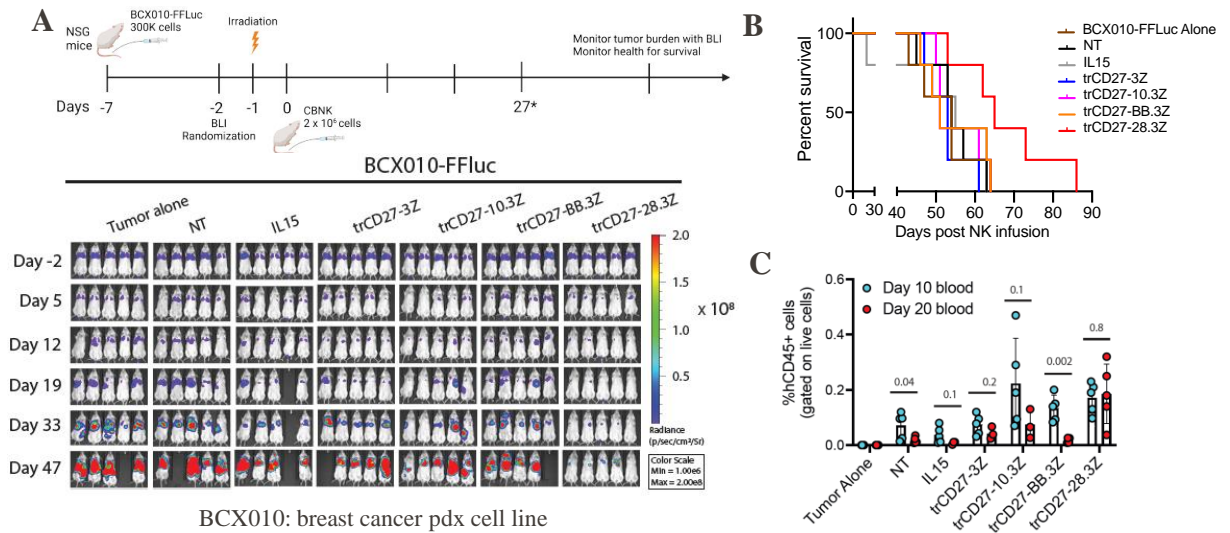 A
NSG
mice
BCX010-FFLuc
300K cells
Irradiation
Monitor tumor burden with BLI
Monitor health for survival
Days
-7
-2
-1
0
27*
BLI
Randomization
CBNK
2 x 10⁶ cells
BCX010-FFluc
Tumor alone
NT
IL15
trCD27-3Z
trCD27-10.3Z
trCD27-BB.3Z
trCD27-28.3Z
Day -2
Day 5
Day 12
Day 19
Day 33
Day 47
2.0
1.5
1.0
0.5
x 10⁸
Radiance
(p/sec/cm²/Sr)
Color Scale
Min = 1.00e6
Max = 2.00e8
BCX010: breast cancer pdx cell line
B
Percent survival
100
50
0
0
30
40
50
60
70
80
90
Days post NK infusion
BCX010-FFLuc Alone
NT
IL15
trCD27-3Z
trCD27-10.3Z
trCD27-BB.3Z
trCD27-28.3Z
C
%hCD45+ cells
(gated on live cells)
0.6
0.4
0.2
0.0
Day 10 blood
Day 20 blood
0.04
0.1
0.2
0.1
0.002
0.8
Tumor Alone
NT
IL15
trCD27-3Z
trCD27-10.3Z
trCD27-BB.3Z
trCD27-28.3Z